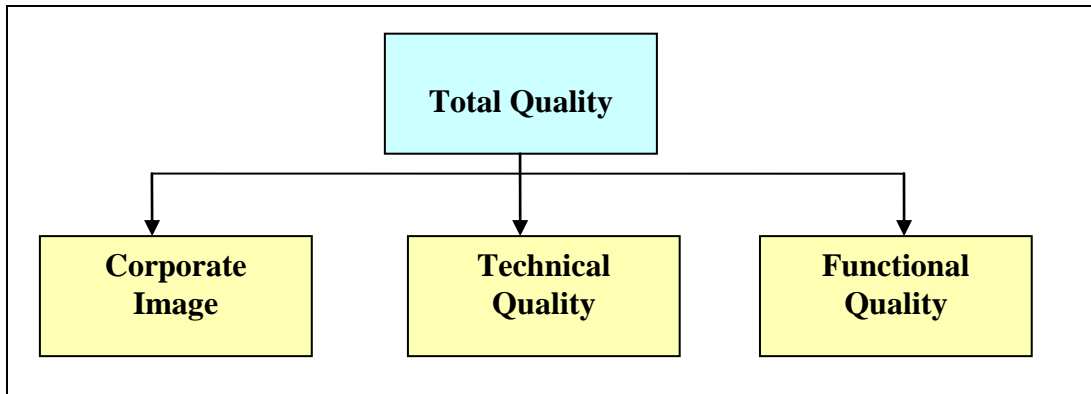 Total Quality
Corporate
Image
Technical
Quality
Functional
Quality